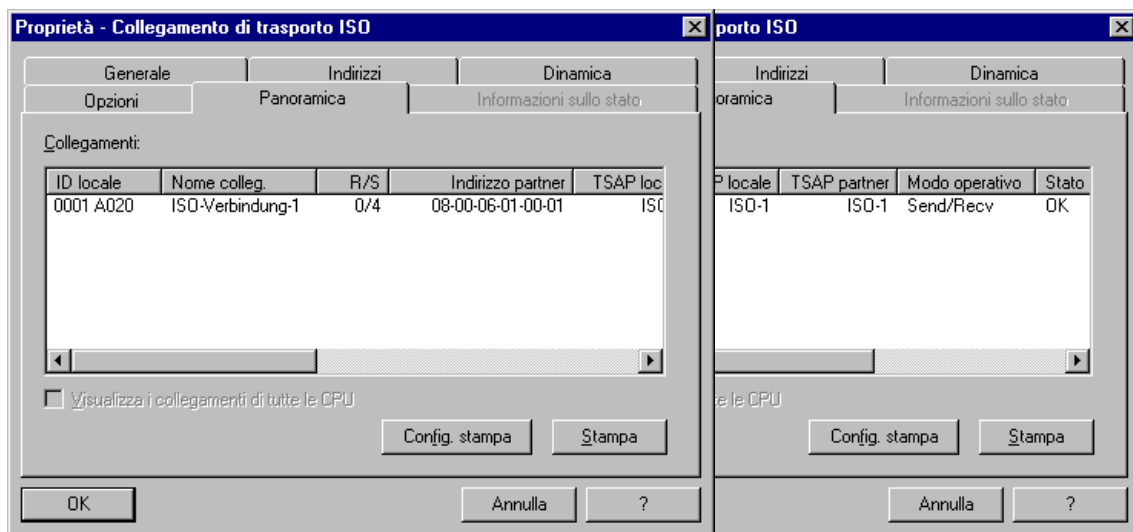 Proprietà - Collegamento di trasporto ISO
Generale Indirizzi Dinamica
Opzioni Panoramica Informazioni sullo stato
Collegamenti:
ID locale Nome colleg. R/S Indirizzo partner TSAP loc
0001 A020 ISO-Verbindung-1 0/4 08-00-06-01-00-01 ISO
Visualizza i collegamenti di tutte le CPU
Config. stampa Stampa
OK Annulla ?
porto ISO
Indirizzi Dinamica
oramica Informazioni sullo stato
P locale TSAP partner Modo operativo Stato
ISO-1 ISO-1 Send/Recv OK
te le CPU
Config. stampa Stampa
Annulla ?